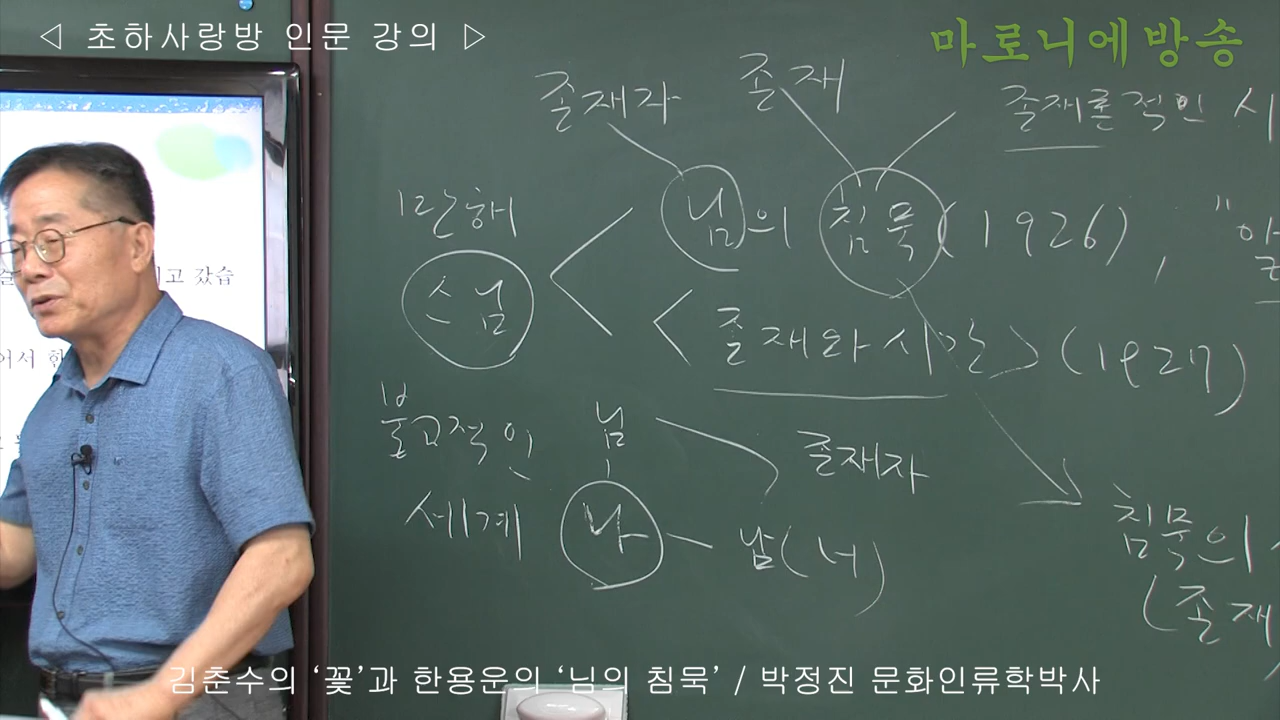 ◁ 초하사랑방 인문 강의 ▷
마로니에방송
존재자
존재
존재론적인 시
만해
스님
님의 침묵(1926),
<존재와 시간>(1927)
불교적인
세계
님
나
존재자
남(너)
침묵의
(존재
고 갔습
어서 한
김춘수의 ‘꽃’과 한용운의 ‘님의 침묵’ / 박정진 문화인류학박사